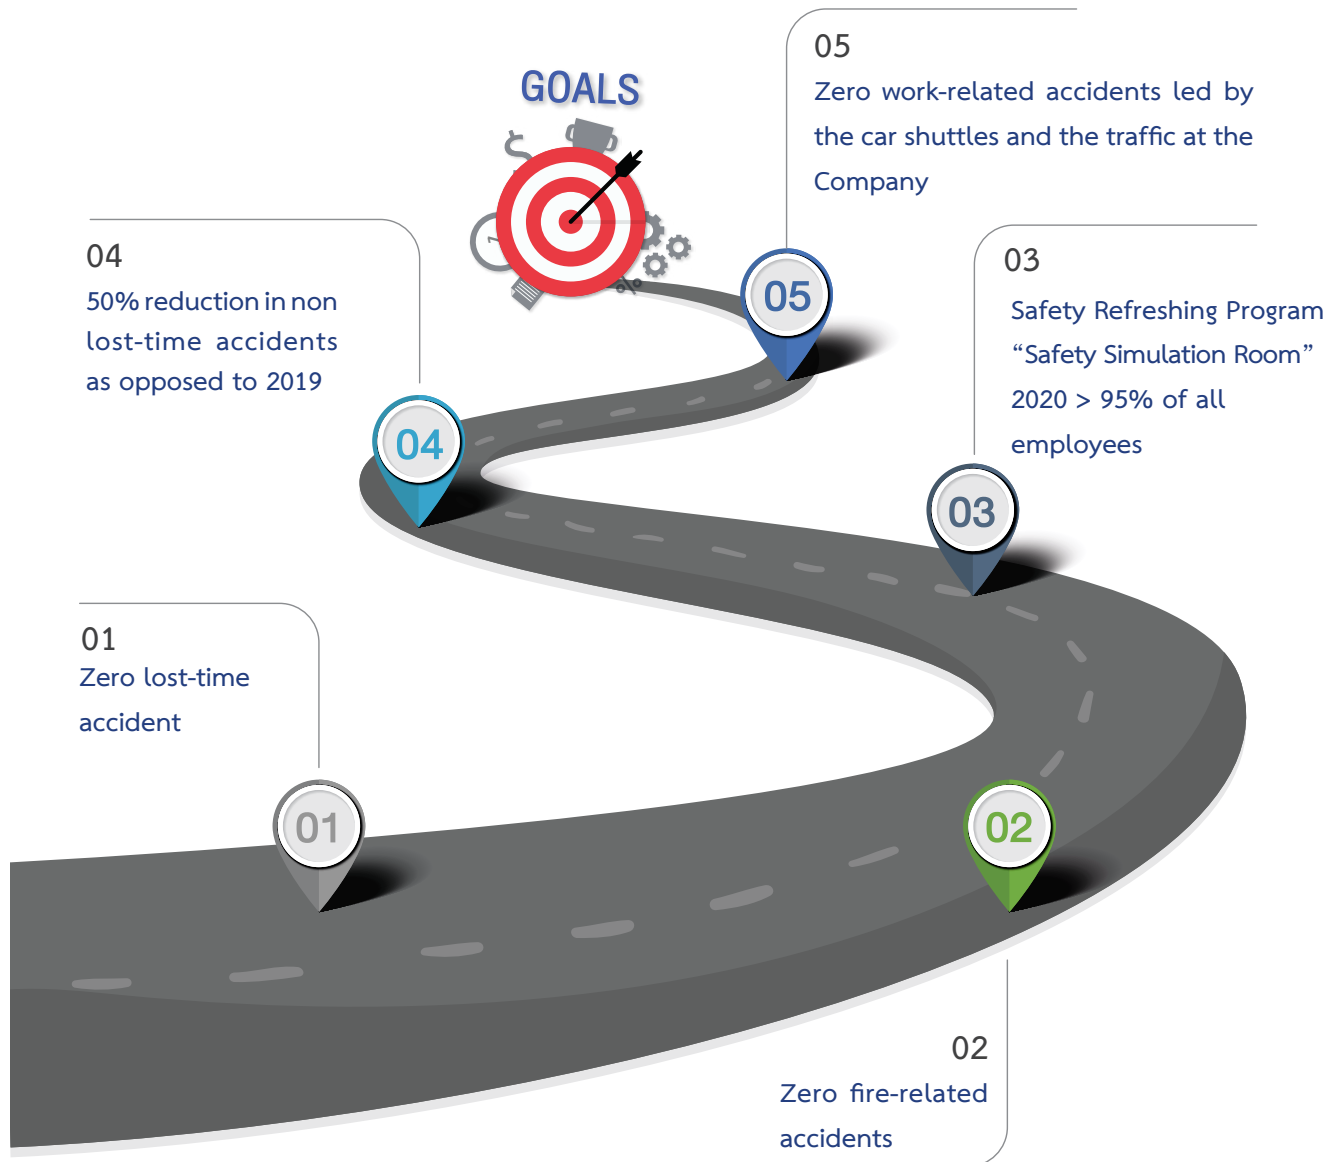 GOALS
05
Zero work-related accidents led by
the car shuttles and the traffic at the
Company
04
50% reduction in non
lost-time accidents
as opposed to 2019
03
Safety Refreshing Program
“Safety Simulation Room”
2020 > 95% of all
employees
01
Zero lost-time
accident
02
Zero fire-related
accidents
05
04
03
01
02
1
%